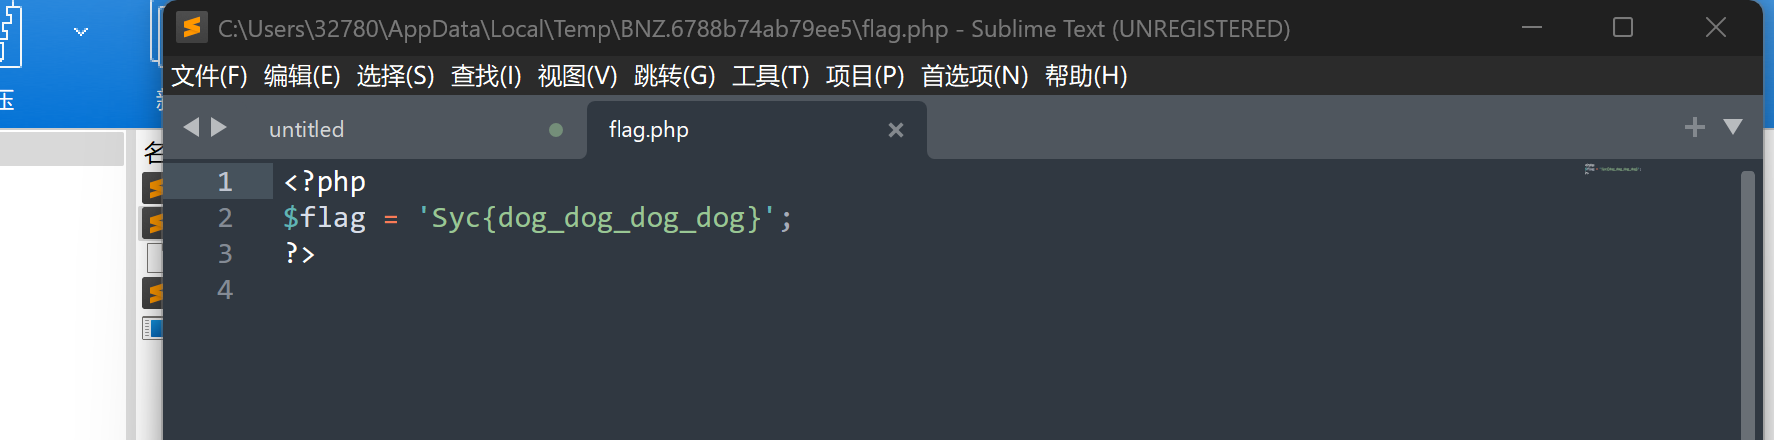 C:\Users\32780\AppData\Local\Temp\BNZ.6788b74ab79ee5\flag.php - Sublime Text (UNREGISTERED)
文件(F) 编辑(E) 选择(S) 查找(I) 视图(V) 跳转(G) 工具(T) 项目(P) 首选项(N) 帮助(H)
压
untitled flag.php
名
1 <?php
2 $flag = 'Syc{dog_dog_dog_dog}';
3 ?>
4